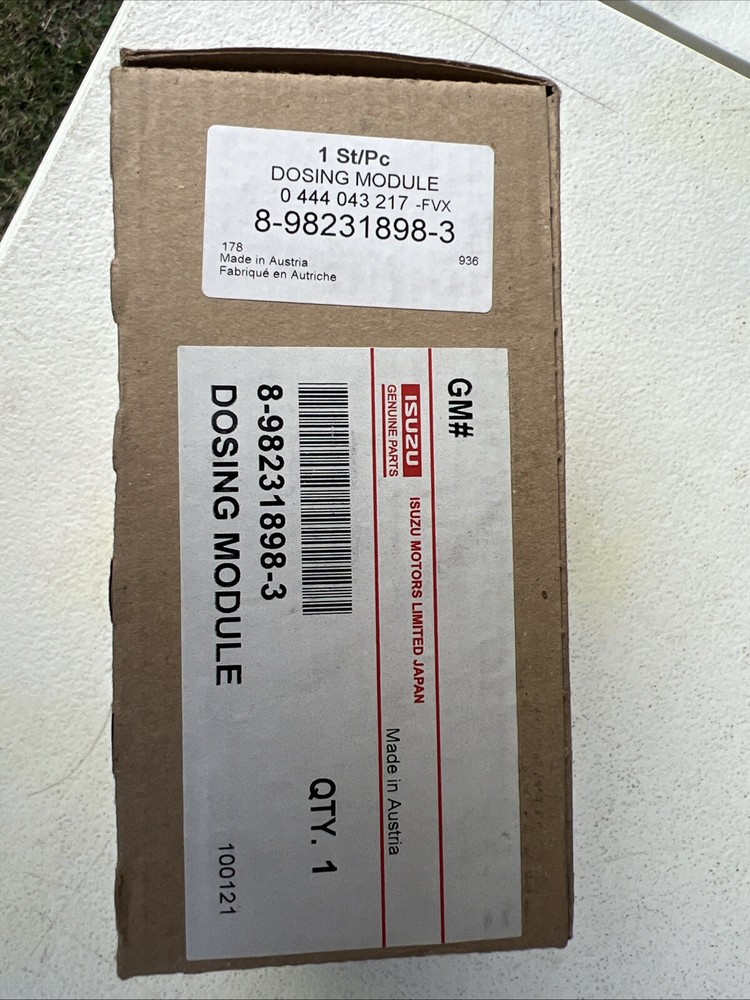 1 St/Pc
DOSING MODULE
0 444 043 217 -FVX
8-98231898-3
178
936
Made in Austria
Fabriqué en Autriche
GM#
ISUZU
GENUINE PARTS
ISUZU MOTORS LIMITED JAPAN
Made in Austria
8-98231898-3
QTY. 1
DOSING MODULE
100121